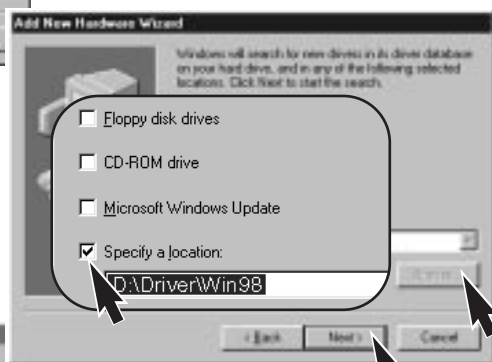 Add New Hardware Wizard
Windows will search for new drivers in its driver database
on your hard drive, and in any of the following selected
locations. Click Next to start the search.
Floppy disk drives
CD-ROM drive
Microsoft Windows Update
Specify a location:
D:\Driver\Win98
< Back Next > Cancel